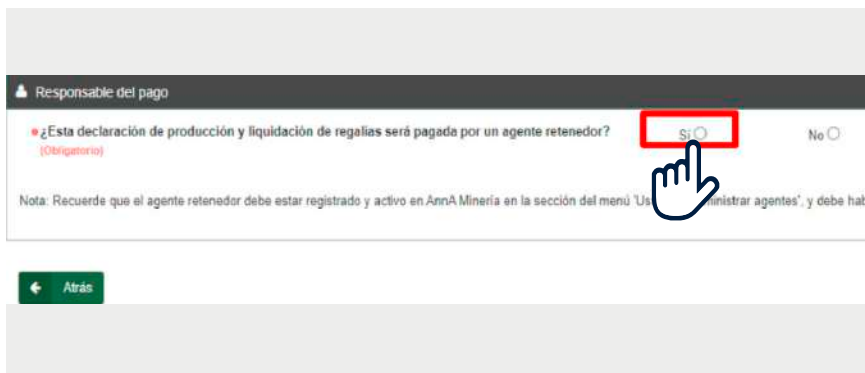 Responsable del pago
¿Esta declaración de producción y liquidación de regalias será pagada por un agente retenedor?
Si
No
(Obligatorio)
Nota: Recuerde que el agente retenedor debe estar registrado y activo en AnnA Minería en la sección del menú 'Us ministrar agentes', y debe hab
Atrás